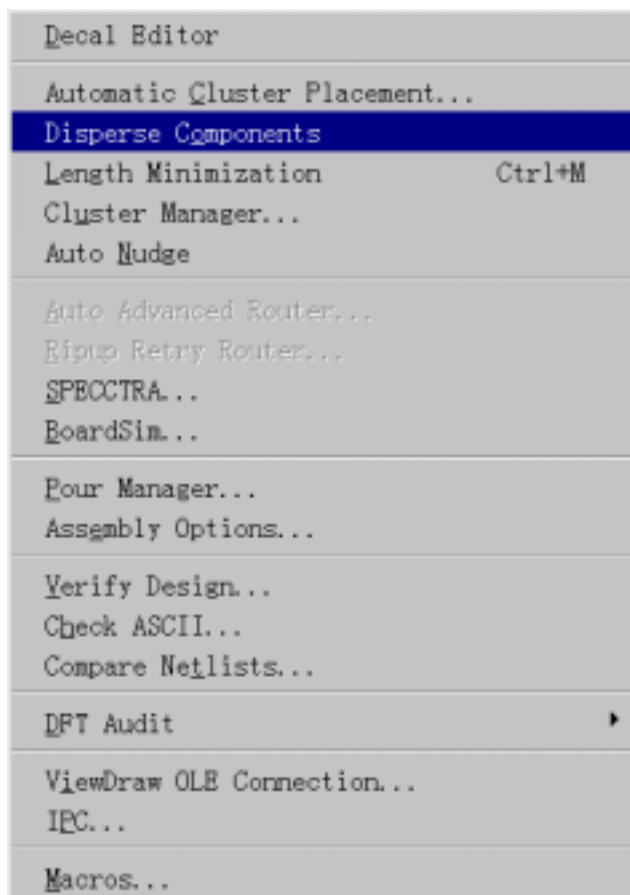 Decal Editor
Automatic Cluster Placement...
Disperse Components
Length Minimization Ctrl+M
Cluster Manager...
Auto Nudge
Auto Advanced Router...
Ripup Retry Router...
SPECCTRA...
BoardSim...
Pour Manager...
Assembly Options...
Verify Design...
Check ASCII...
Compare Netlists...
DFT Audit
ViewDraw OLE Connection...
IPC...
Macros...